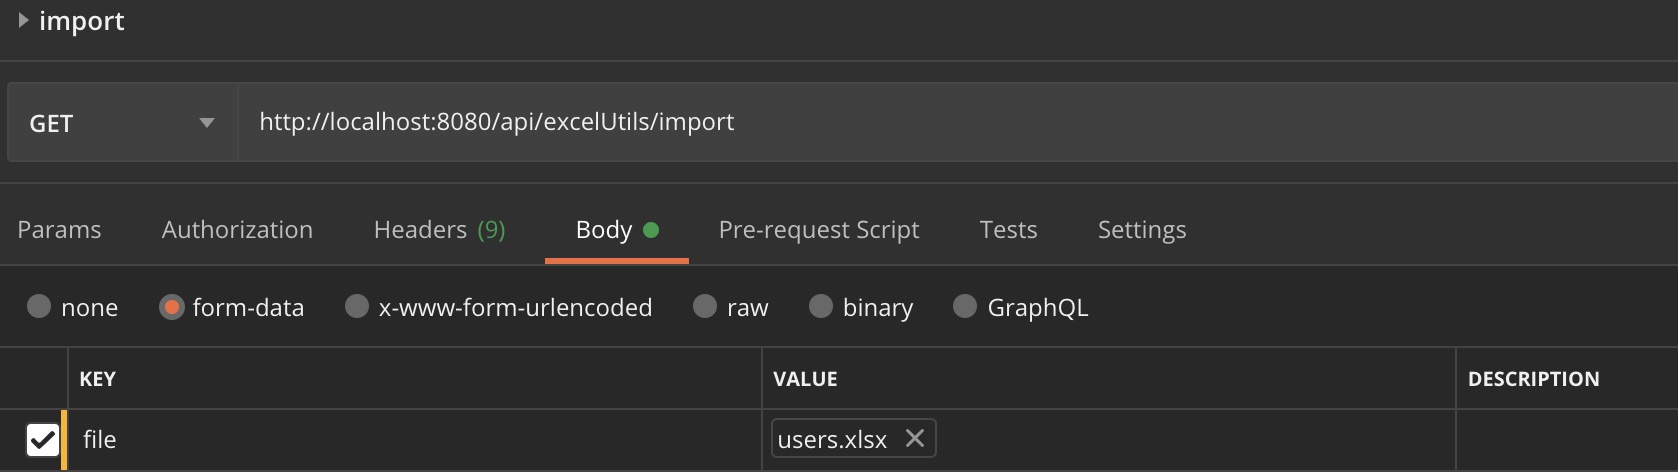 import
GET http://localhost:8080/api/excelUtils/import
Params Authorization Headers (9) Body Pre-request Script Tests Settings
none form-data x-www-form-urlencoded raw binary GraphQL
KEY VALUE DESCRIPTION
file users.xlsx